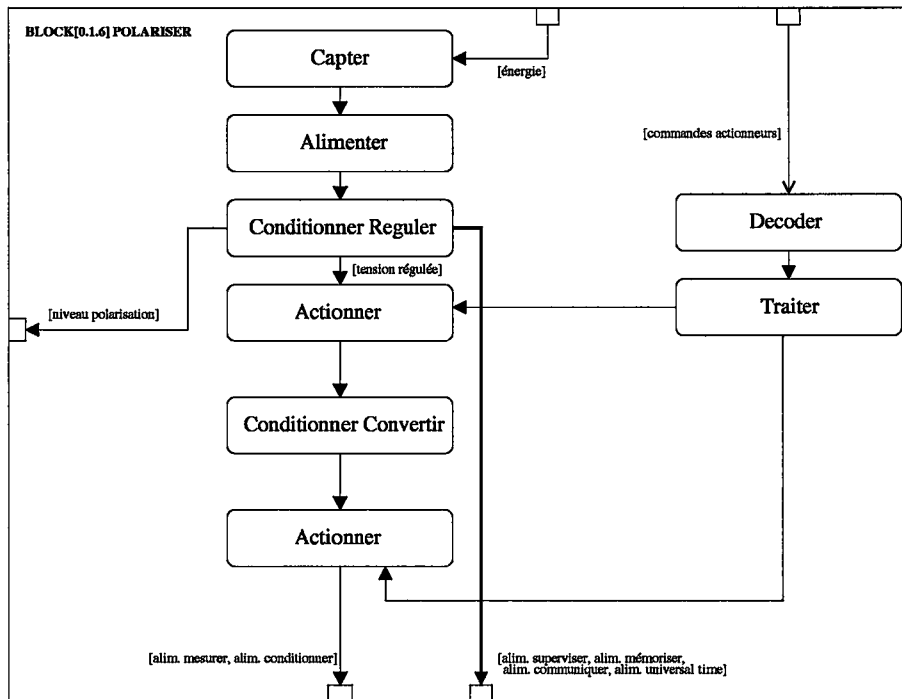 BLOCK[0.1.6] POLARISER
Capter
[énergie]
Alimenter
[commandes actionneurs]
Conditionner Reguler
Decoder
[tension régulée]
Actionner
Traiter
[niveau polarisation]
Conditionner Convertir
Actionner
[alim. mesurer, alim. conditionner]
[alim. superviser, alim. mémoriser,
alim. communiquer, alim. universal time]